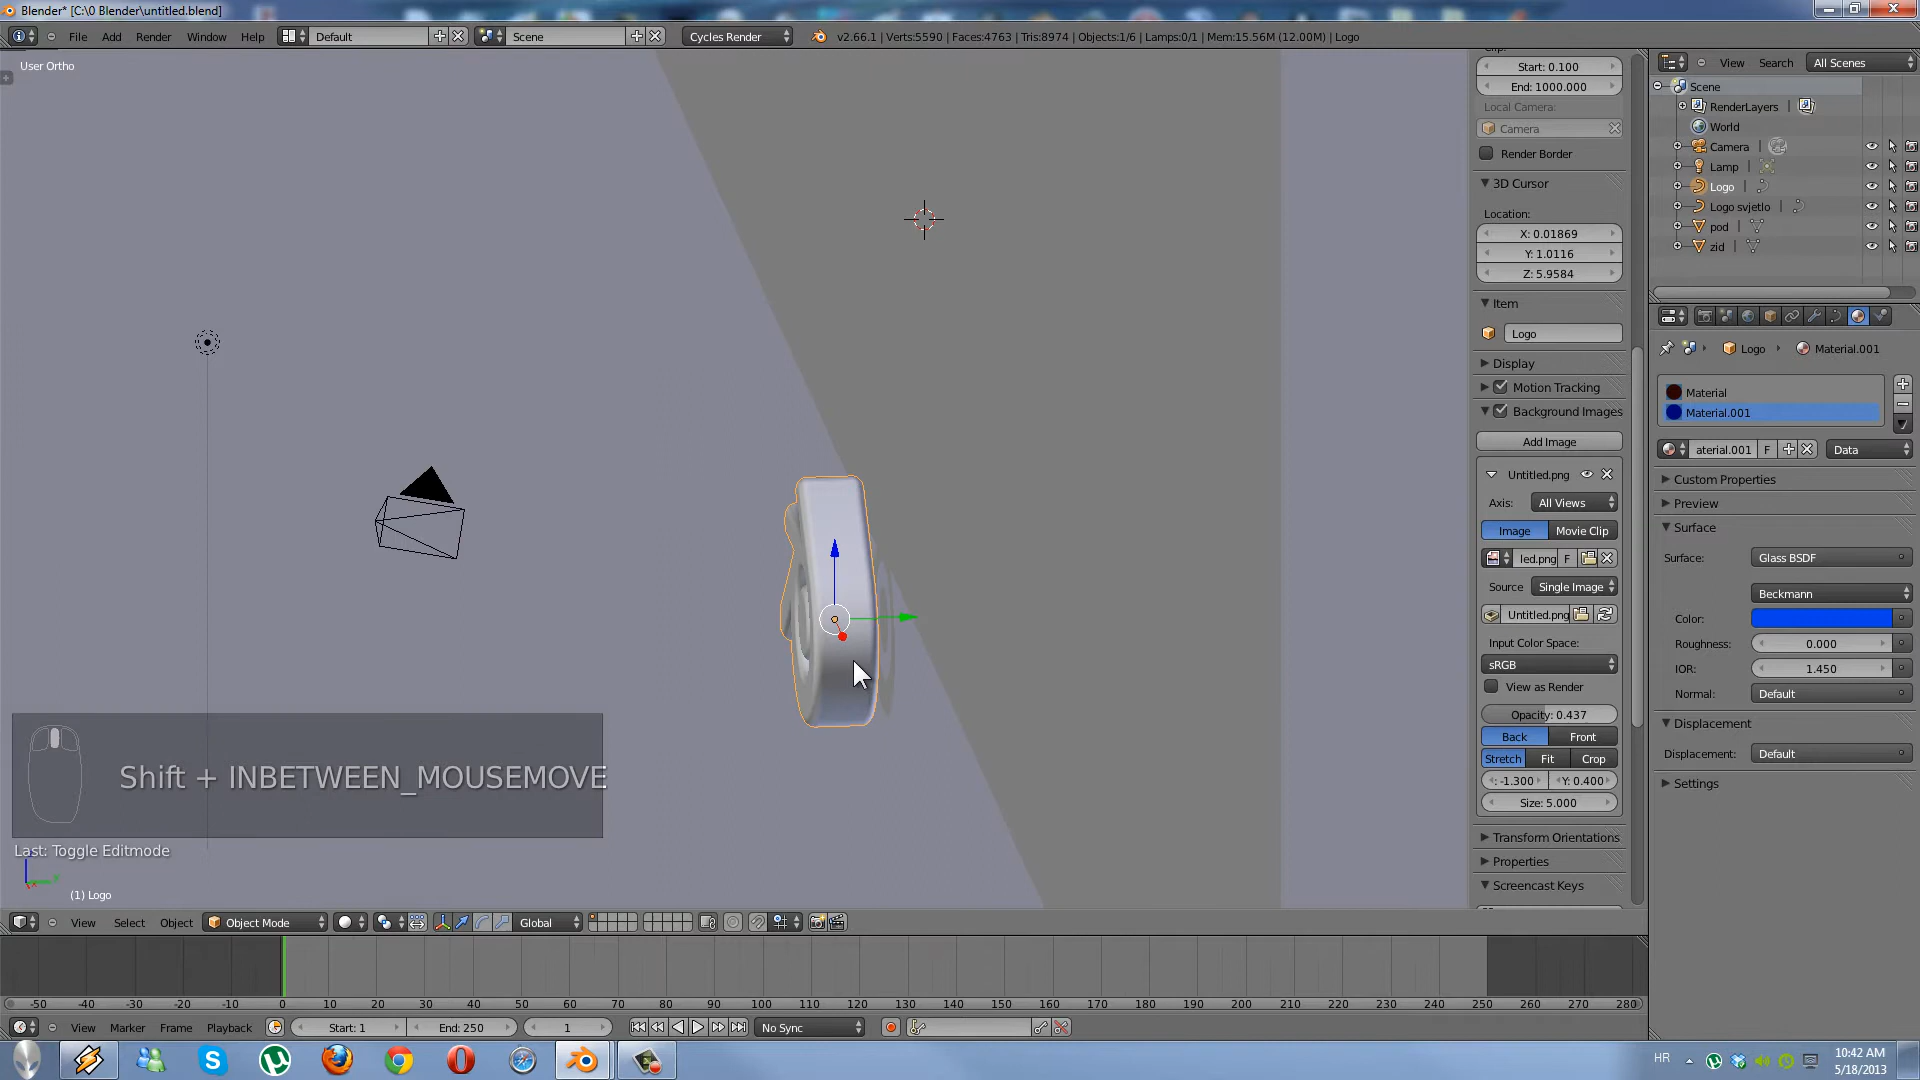 Blender* [C:\0 Blender\untitled.blend]
File Add Render Window Help Default Scene Cycles Render v2.66.1 | Verts:5590 | Faces:4763 | Tris:8974 | Objects:1/6 | Lamps:0/1 | Mem:15.56M (12.00M) | Logo
User Ortho
Shift + INBETWEEN_MOUSEMOVE
Last: Toggle Editmode
(1) Logo
View Select Object Object Mode Global
Start: 0.100
End: 1000.000
Local Camera:
Camera
Render Border
3D Cursor
Location:
X: 0.01869
Y: 1.0116
Z: 5.9584
Item
Logo
Display
Motion Tracking
Background Images
Add Image
Untitled.png
Axis: All Views
Image Movie Clip
led.png F
Source Single Image
Untitled.png
Input Color Space:
sRGB
View as Render
Opacity: 0.437
Back Front
Stretch Fit Crop
: -1.300 Y: 0.400
Size: 5.000
Transform Orientations
Properties
Screencast Keys
View Search All Scenes
Scene
RenderLayers
World
Camera
Lamp
Logo
Logo svjetlo
pod
zid
Logo Material.001
Material
Material.001
aterial.001 F Data
Custom Properties
Preview
Surface
Surface: Glass BSDF
Beckmann
Color:
Roughness: 0.000
IOR: 1.450
Normal: Default
Displacement
Displacement: Default
Settings
-50 -40 -30 -20 -10 0 10 20 30 40 50 60 70 80 90 100 110 120 130 140 150 160 170 180 190 200 210 220 230 240 250 260 270 280
View Marker Frame Playback Start: 1 End: 250 1 No Sync
HR
10:42 AM
5/18/2013